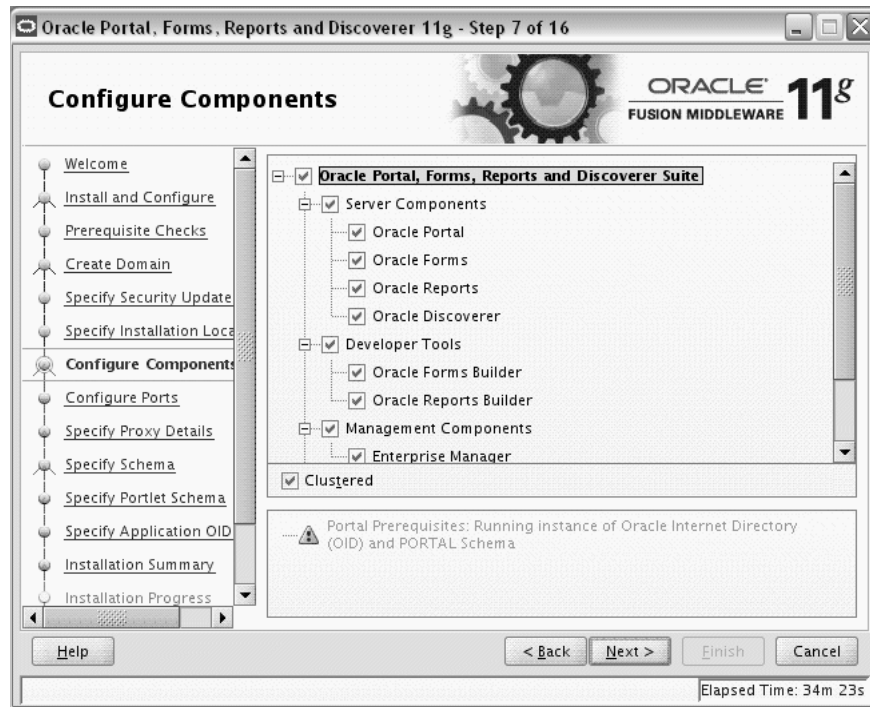 Oracle Portal, Forms, Reports and Discoverer 11g - Step 7 of 16
Configure Components
ORACLE
FUSION MIDDLEWARE
11g
Welcome
Install and Configure
Prerequisite Checks
Create Domain
Specify Security Update
Specify Installation Loca
Configure Components
Configure Ports
Specify Proxy Details
Specify Schema
Specify Portlet Schema
Specify Application OID
Installation Summary
Installation Progress
Oracle Portal, Forms, Reports and Discoverer Suite
Server Components
Oracle Portal
Oracle Forms
Oracle Reports
Oracle Discoverer
Developer Tools
Oracle Forms Builder
Oracle Reports Builder
Management Components
Enterprise Manager
Clustered
Portal Prerequisites: Running instance of Oracle Internet Directory
(OID) and PORTAL Schema
Help
< Back
Next >
Finish
Cancel
Elapsed Time: 34m 23s